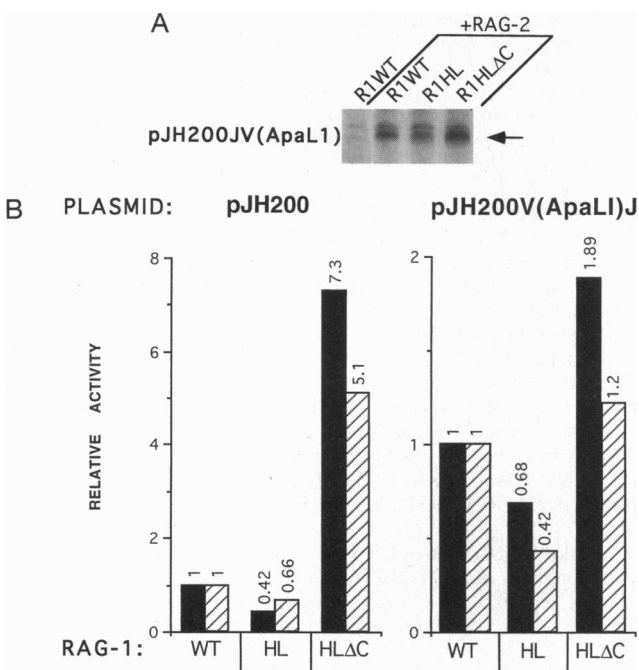 A
+RAG-2
R1WT
R1WT
R1HL
R1HLΔC
pJH200JV(ApaL1)
B
PLASMID: pJH200 pJH200V(ApaLI)J
RELATIVE ACTIVITY
8
6
4
2
1
0
1
1
0.42
0.66
7.3
5.1
2
1
0
1
1
0.68
0.42
1.89
1.2
RAG-1: WT HL HLΔC WT HL HLΔC